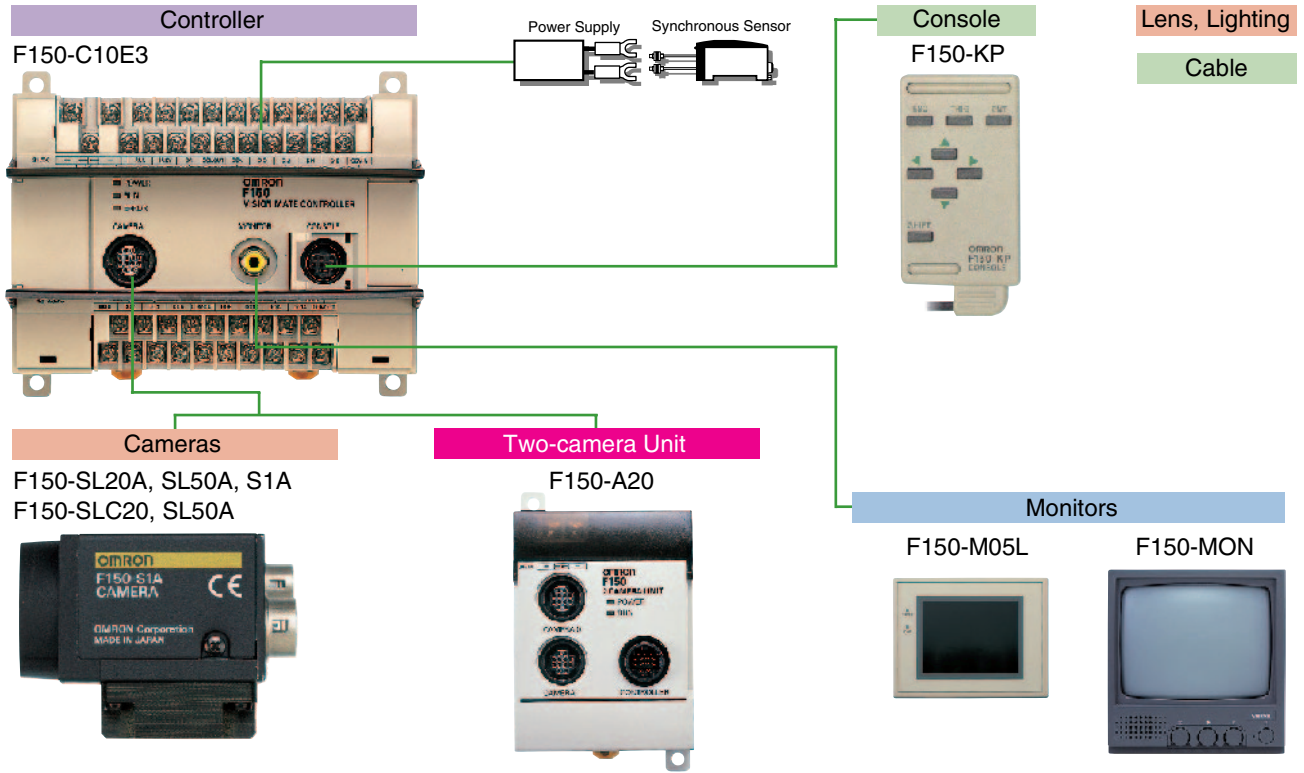 Controller
F150-C10E3
Power Supply
Synchronous Sensor
Console
F150-KP
Lens, Lighting
Cable
OMRON
F150
VISION MATE CONTROLLER
CAMERA
MONITOR
CONSOLE
SHIFT
OMRON
F150-KP
CONSOLE
Cameras
F150-SL20A, SL50A, S1A
F150-SLC20, SL50A
OMRON
F150-S1A
CAMERA
CE
OMRON Corporation
MADE IN JAPAN
Two-camera Unit
F150-A20
OMRON
F150
2 CAMERA UNIT
POWER
RUN
CAMERA 0
CAMERA
CONTROLLER
Monitors
F150-M05L
F150-MON